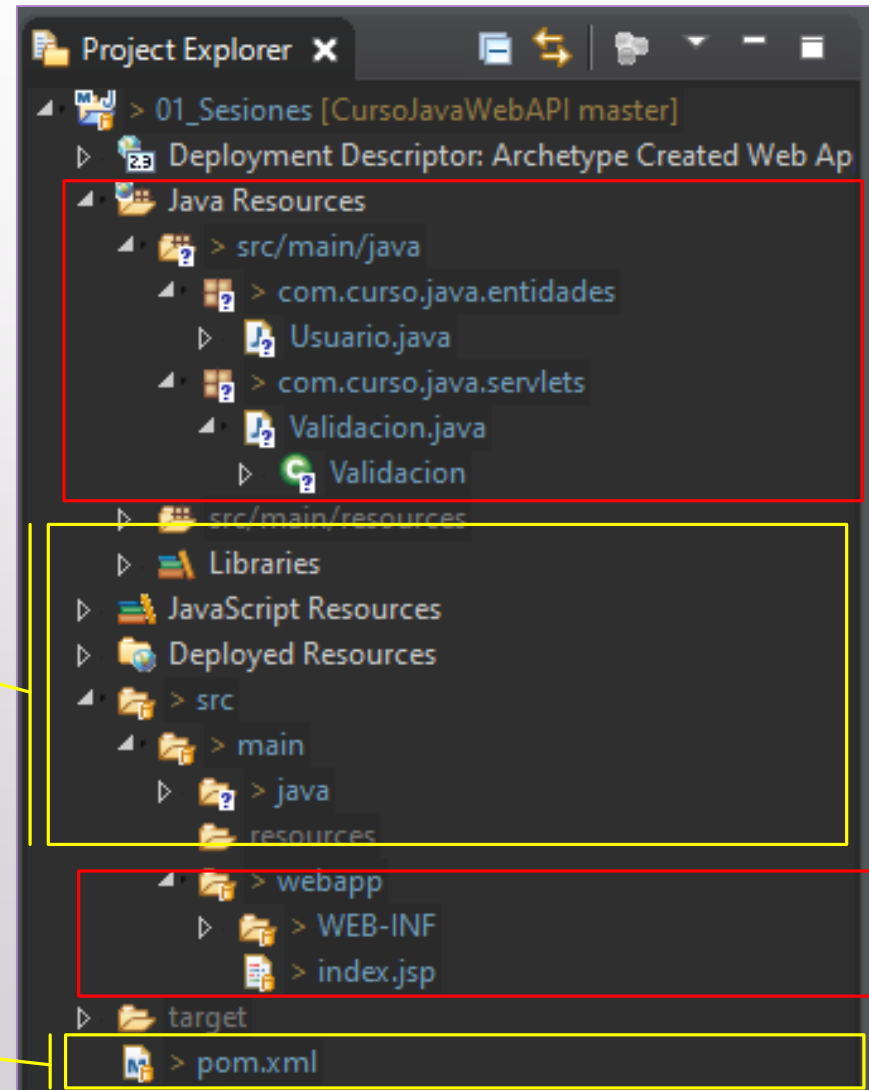 Project Explorer
> 01_Sesiones [CursoJavaWebAPI master]
Deployment Descriptor: Archetype Created Web Ap
Java Resources
> src/main/java
> com.curso.java.entidades
Usuario.java
> com.curso.java.servlets
Validacion.java
Validacion
src/main/resources
Libraries
JavaScript Resources
Deployed Resources
> src
> main
> java
resources
> webapp
> WEB-INF
> index.jsp
target
> pom.xml